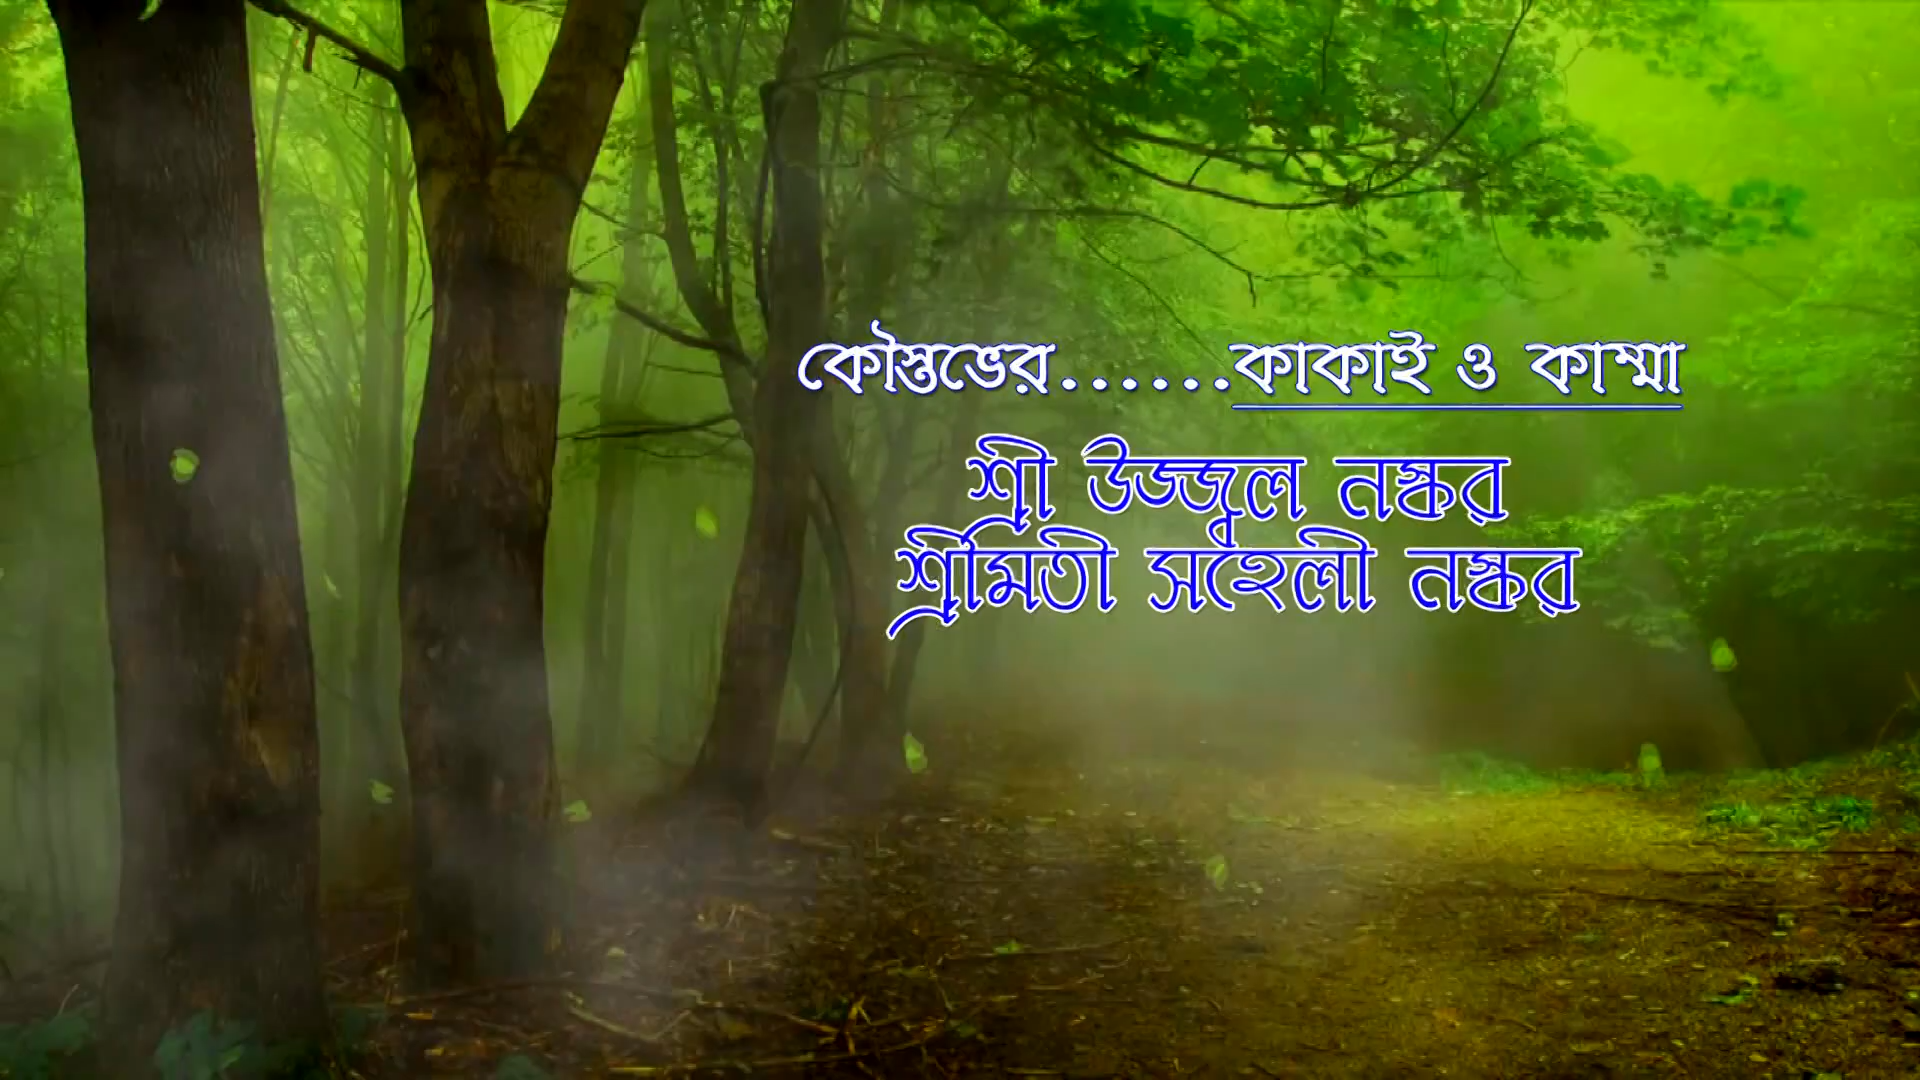 কৌস্তভের......কাকাই ও কাম্মা
শ্রী উজ্জ্বল নস্কর
শ্রীমিতী সহেলী নস্কর